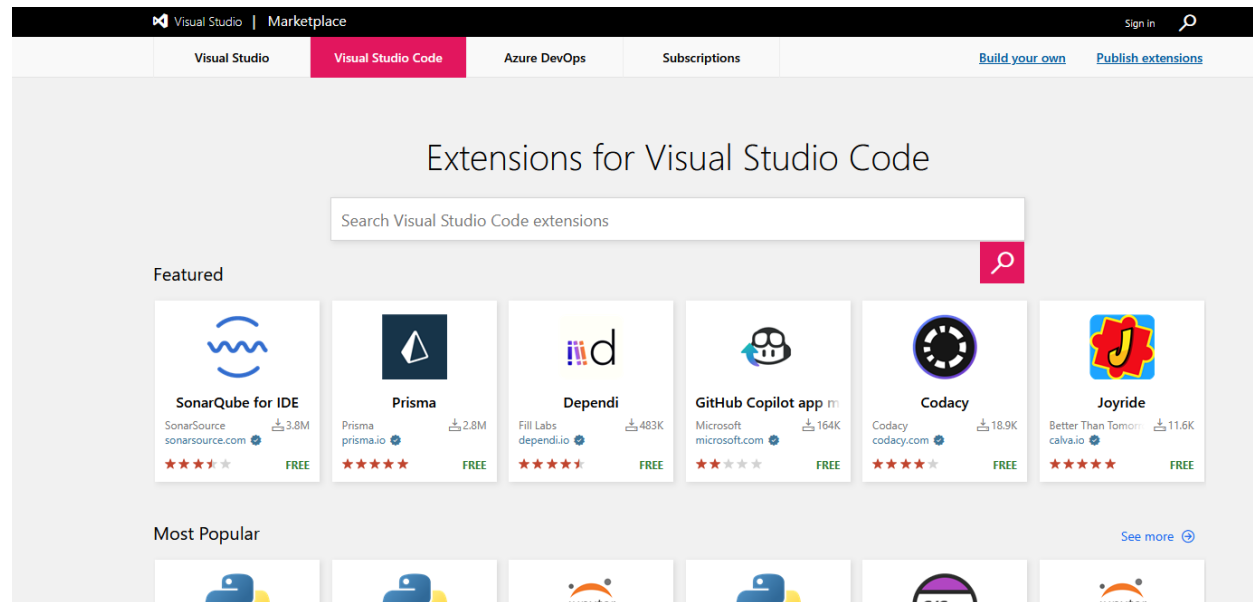 Visual Studio | Marketplace
Sign in
Visual Studio
Visual Studio Code
Azure DevOps
Subscriptions
Build your own
Publish extensions
Extensions for Visual Studio Code
Search Visual Studio Code extensions
Featured
SonarQube for IDE
SonarSource 3.8M
sonarsource.com
FREE
Prisma
Prisma 2.8M
prisma.io
FREE
Dependi
Fill Labs 483K
dependi.io
FREE
GitHub Copilot app m
Microsoft 164K
microsoft.com
FREE
Codacy
Codacy 18.9K
codacy.com
FREE
J
Joyride
Better Than 11.6K
calva.io
FREE
Most Popular
See more